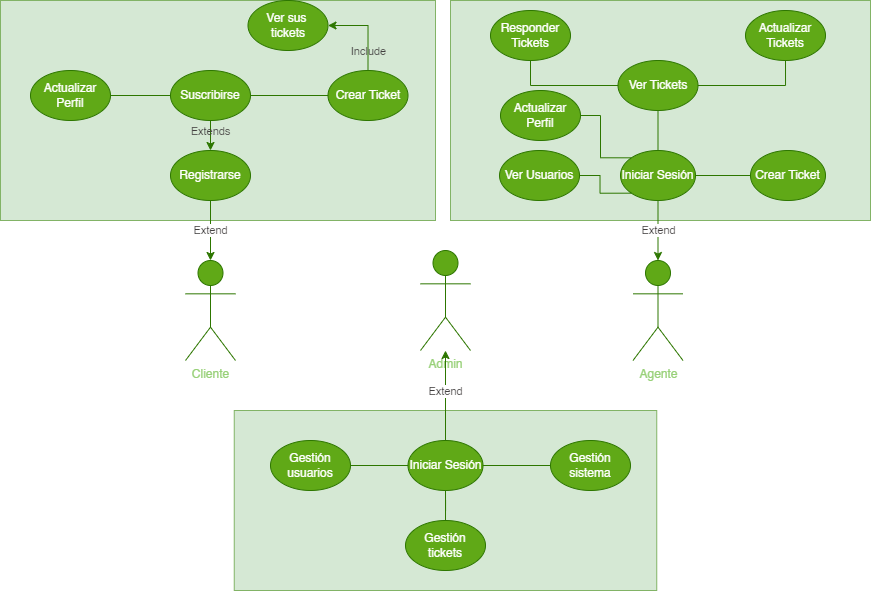 Ver sus
tickets
Include
Actualizar
Perfil
Suscribirse
Crear Ticket
Extends
Registrarse
Extend
Cliente
Responder
Tickets
Actualizar
Tickets
Ver Tickets
Actualizar
Perfil
Ver Usuarios
Iniciar Sesión
Crear Ticket
Extend
Agente
Admin
Extend
Gestión
usuarios
Iniciar Sesión
Gestión
sistema
Gestión
tickets